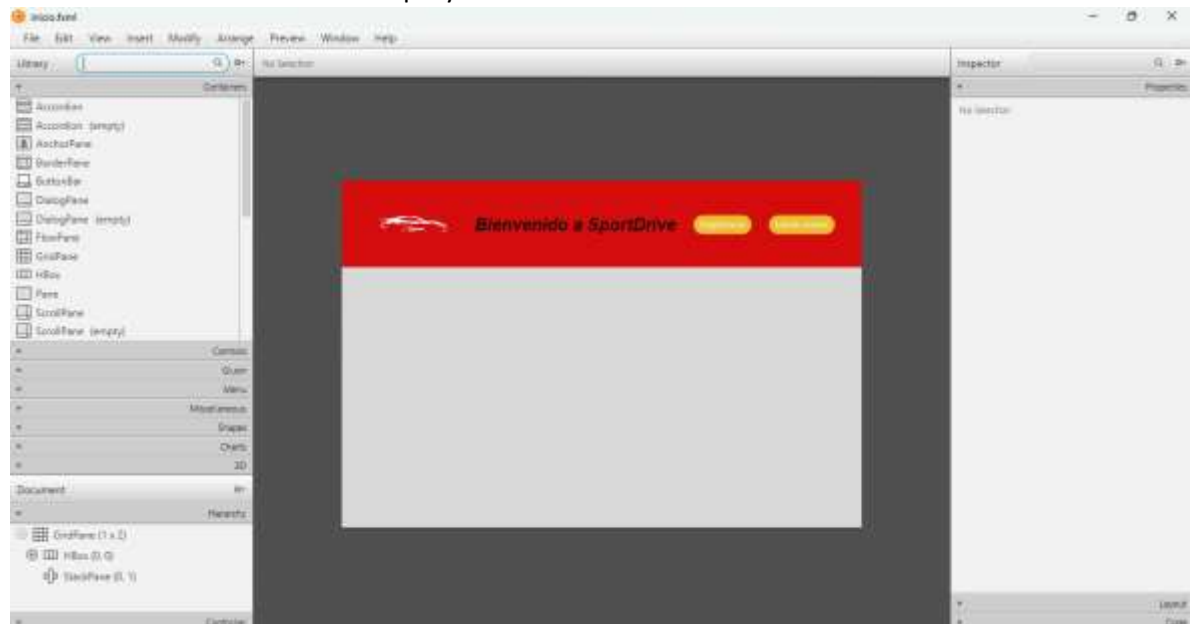 inicio.fxml
File Edit View Insert Modify Arrange Preview Window Help
Library
No Selection
Inspector
Containers
Properties
Accordion
No Selection
Accordion (empty)
AnchorPane
BorderPane
ButtonBar
DialogPane
DialogPane (empty)
FlowPane
GridPane
HBox
Pane
ScrollPane
ScrollPane (empty)
Bienvenido a SportDrive
Controls
Gluon
Menu
Miscellaneous
Shapes
Charts
3D
Document
Hierarchy
GridPane (1 x 2)
HBox (0, 0)
StackPane (0, 1)
Layout
Controller
Code